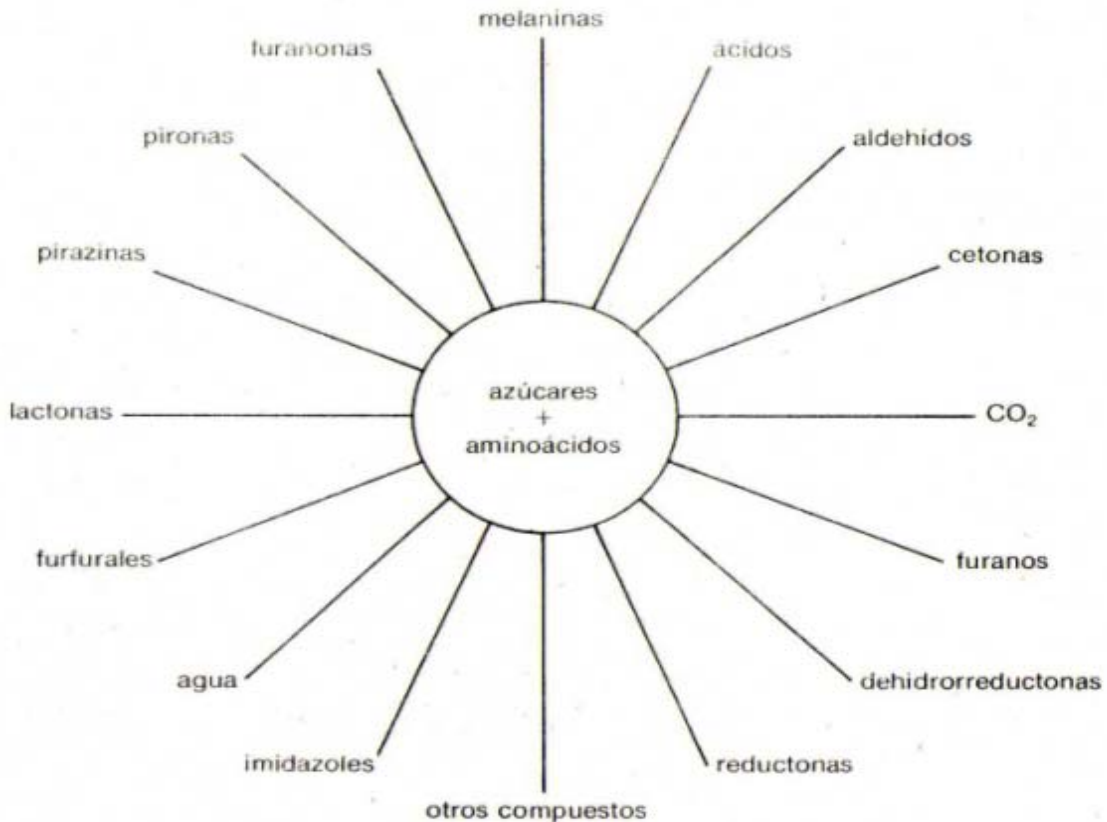 melaninas
furanonas
ácidos
pironas
aldehídos
pirazinas
cetonas
azúcares
+
aminoácidos
lactonas
CO₂
furfurales
furanos
agua
dehidrorreductonas
imidazoles
reductonas
otros compuestos